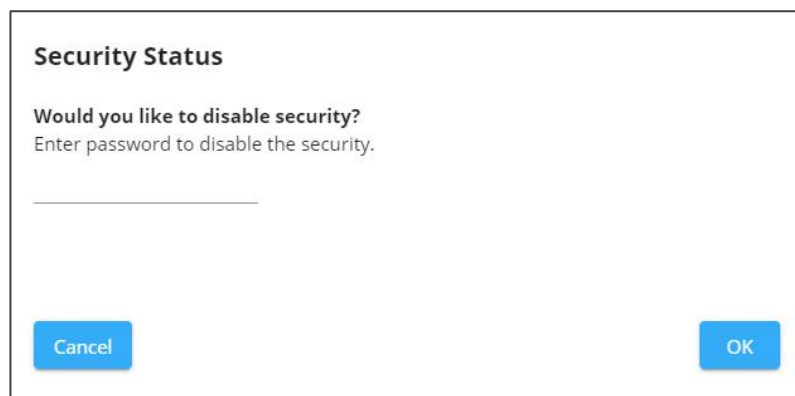 Security Status
Would you like to disable security?
Enter password to disable the security.
Cancel
OK